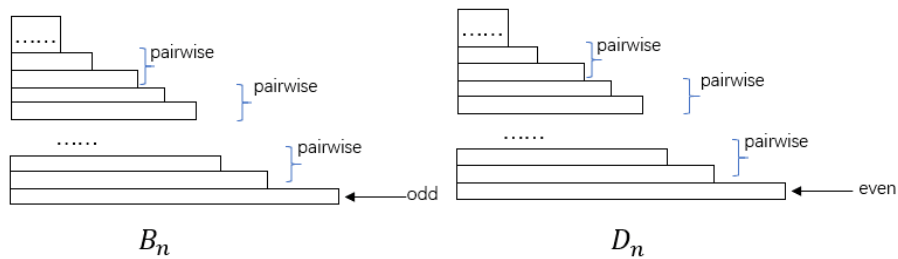 ……
pairwise
pairwise
……
pairwise
odd
Bn
……
pairwise
pairwise
……
pairwise
even
Dn